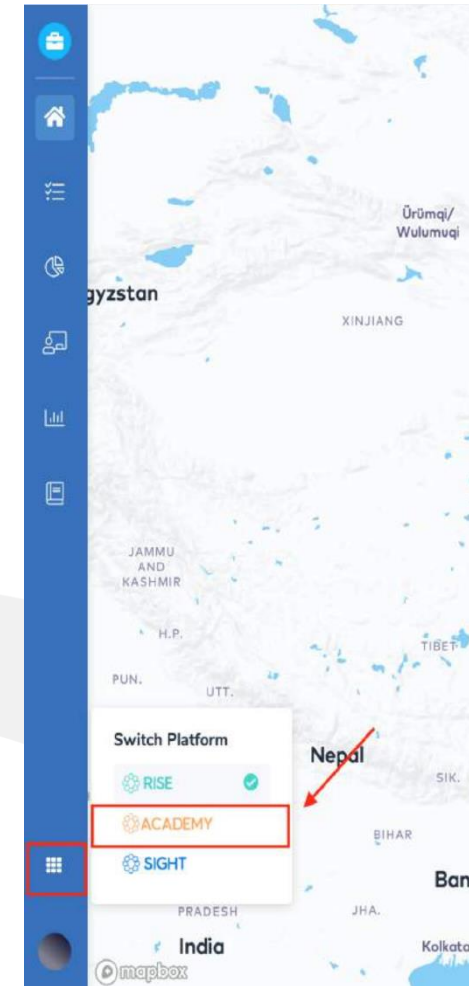 Ürümqi/
Wulumuqi
gyzstan
XINJIANG
JAMMU
AND
KASHMIR
H.P.
TIBET
PUN.
UTT.
Switch Platform
Nepal
RISE
SIK.
ACADEMY
BIHAR
SIGHT
Ban
PRADESH
JHA.
India
Kolkata
mapbox